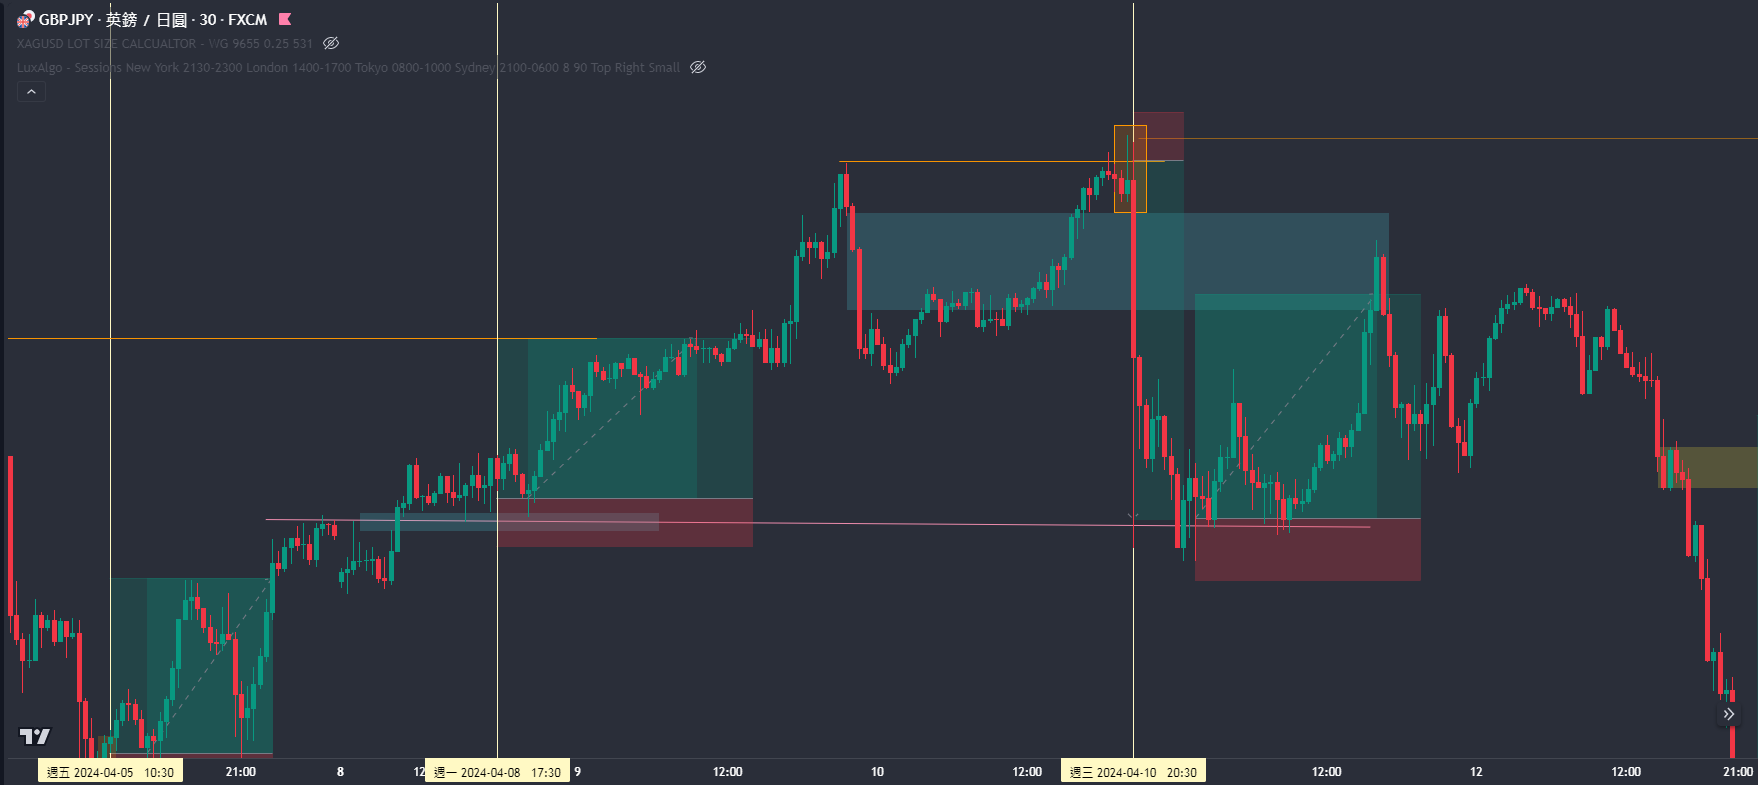 GBPJPY · 英鎊 / 日圓 · 30 · FXCM
XAGUSD LOT SIZE CALCUALTOR - WG 9655 0.25 531
LuxAlgo - Sessions New York 2130-2300 London 1400-1700 Tokyo 0800-1000 Sydney 2100-0600 8 90 Top Right Small
週五 2024-04-05 10:30 21:00 8 12 週一 2024-04-08 17:30 9 12:00 10 12:00 週三 2024-04-10 20:30 12:00 12 12:00 21:00